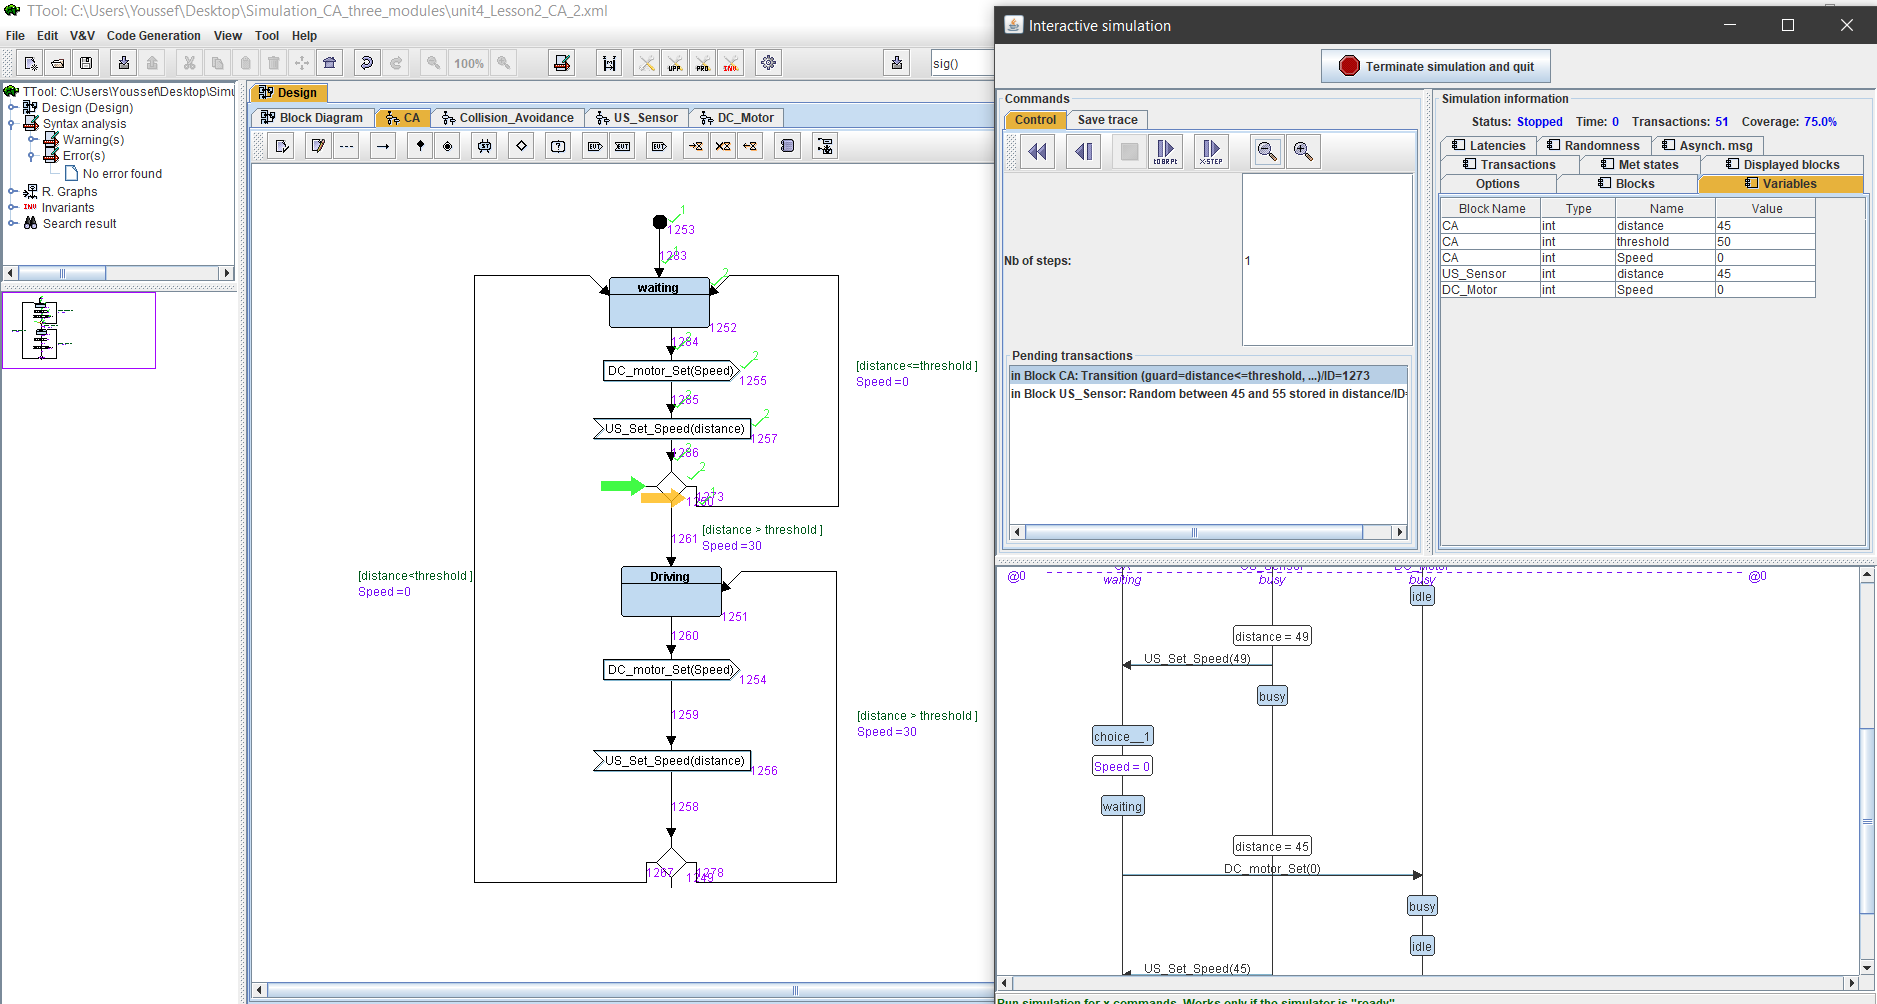 TTool: C:\Users\Youssef\Desktop\Simulation_CA_three_modules\unit4_Lesson2_CA_2.xml
File Edit V&V Code Generation View Tool Help
100%
sig()
TTool: C:\Users\Youssef\Desktop\Simu
Design (Design)
Syntax analysis
Warning(s)
Error(s)
No error found
R. Graphs
Invariants
Search result
Design
Block Diagram CA Collision_Avoidance US_Sensor DC_Motor
1
1253
1283
2
waiting
1252
1284
2
DC_motor_Set(Speed)
1255
1285
2
US_Set_Speed(distance)
1257
1286
2
1273
[distance<=threshold ]
Speed =0
[distance > threshold ]
1261
Speed =30
[distance<threshold ]
Speed =0
Driving
1251
1260
DC_motor_Set(Speed)
1254
1259
[distance > threshold ]
Speed =30
US_Set_Speed(distance)
1256
1258
1267
1278
1249
Interactive simulation
Terminate simulation and quit
Commands
Control Save trace
to BR Pt
X STEP
Nb of steps:
1
Pending transactions
in Block CA: Transition (guard=distance<=threshold, ...)/ID=1273
in Block US_Sensor: Random between 45 and 55 stored in distance/ID=
Simulation information
Status: Stopped Time: 0 Transactions: 51 Coverage: 75.0%
Latencies Randomness Asynch. msg
Transactions Met states Displayed blocks
Options Blocks Variables
Block Name Type Name Value
CA int distance 45
CA int threshold 50
CA int Speed 0
US_Sensor int distance 45
DC_Motor int Speed 0
@0 waiting busy busy @0
idle
distance = 49
US_Set_Speed(49)
busy
choice__1
Speed = 0
waiting
distance = 45
DC_motor_Set(0)
busy
idle
US_Set_Speed(45)
Run simulation for x commands. Works only if the simulator is "ready"